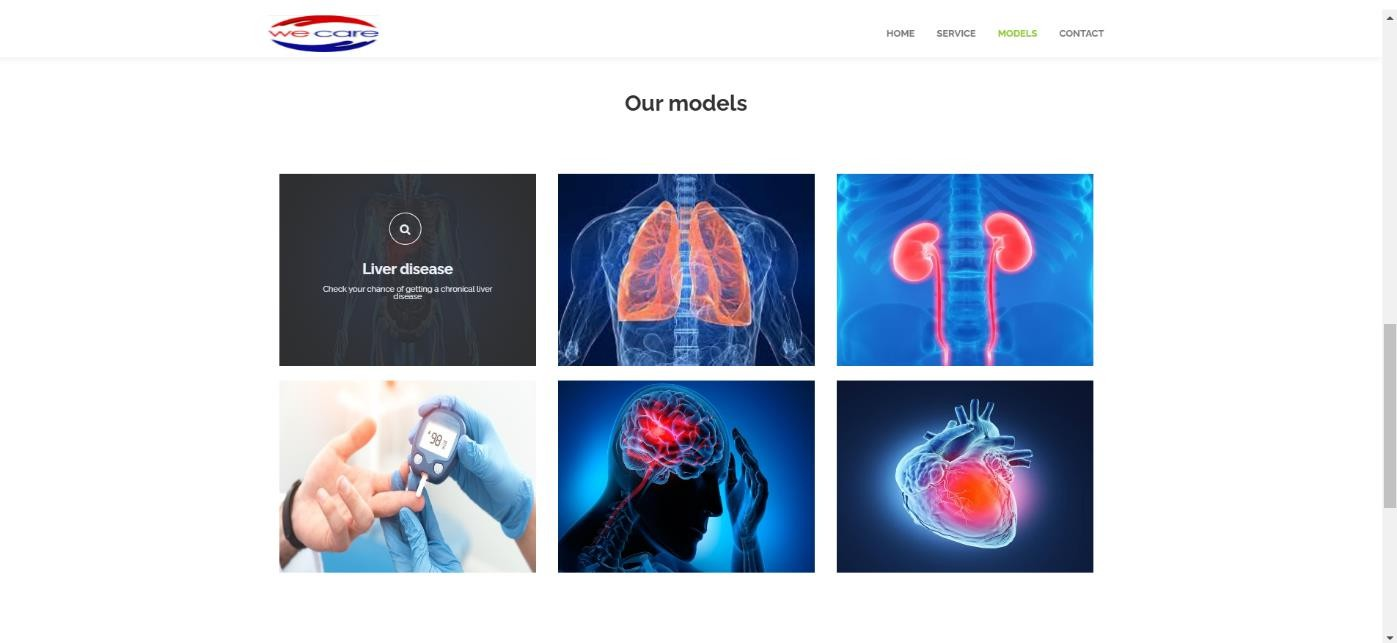 we care
HOME SERVICE MODELS CONTACT
Our models
Liver disease
Check your chance of getting a chronical liver
disease
98